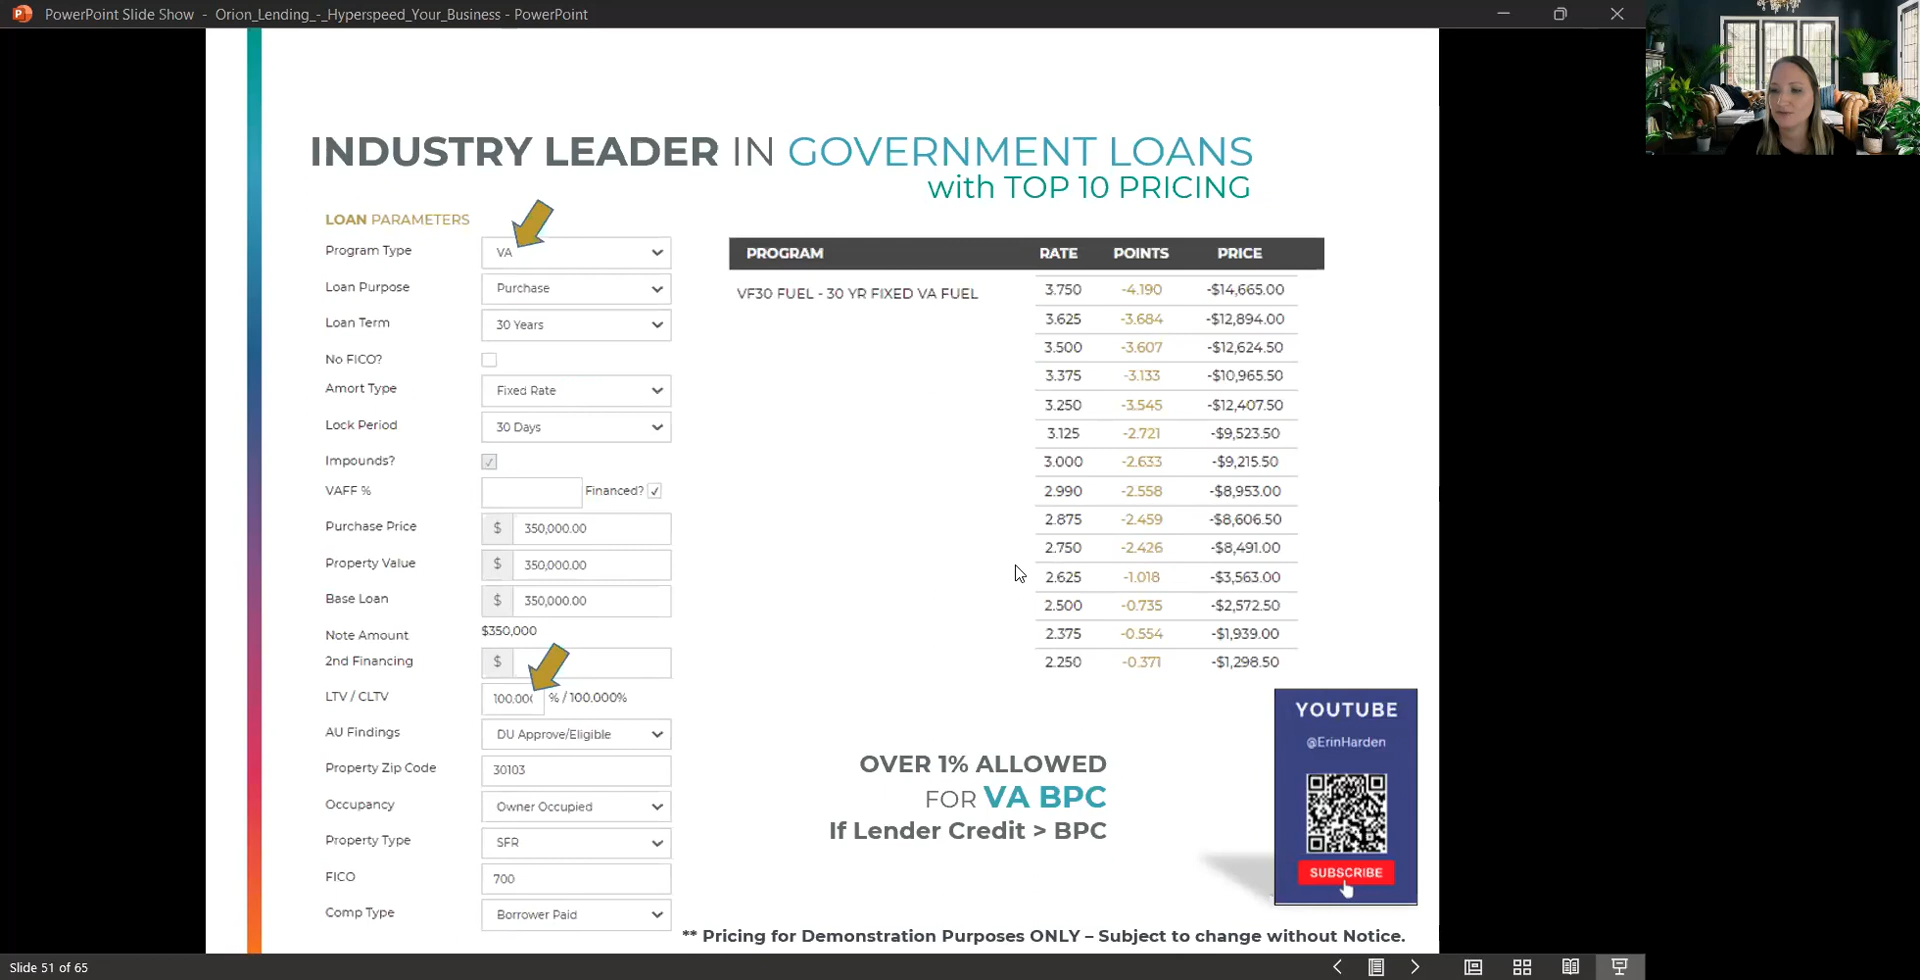 PowerPoint Slide Show - Orion_Lending_-_Hyperspeed_Your_Business - PowerPoint
INDUSTRY LEADER IN GOVERNMENT LOANS
with TOP 10 PRICING
LOAN PARAMETERS
Program Type VA
Loan Purpose Purchase
Loan Term 30 Years
No FICO?
Amort Type Fixed Rate
Lock Period 30 Days
Impounds?
VAFF % Financed?
Purchase Price $ 350,000.00
Property Value $ 350,000.00
Base Loan $ 350,000.00
Note Amount $350,000
2nd Financing $
LTV / CLTV 100.00 % / 100.000%
AU Findings DU Approve/Eligible
Property Zip Code 30103
Occupancy Owner Occupied
Property Type SFR
FICO 700
Comp Type Borrower Paid
PROGRAM RATE POINTS PRICE
VF30 FUEL - 30 YR FIXED VA FUEL 3.750 -4.190 -$14,665.00
3.625 -3.684 -$12,894.00
3.500 -3.607 -$12,624.50
3.375 -3.133 -$10,965.50
3.250 -3.545 -$12,407.50
3.125 -2.721 -$9,523.50
3.000 -2.633 -$9,215.50
2.990 -2.558 -$8,953.00
2.875 -2.459 -$8,606.50
2.750 -2.426 -$8,491.00
2.625 -1.018 -$3,563.00
2.500 -0.735 -$2,572.50
2.375 -0.554 -$1,939.00
2.250 -0.371 -$1,298.50
OVER 1% ALLOWED
FOR VA BPC
If Lender Credit > BPC
YOUTUBE
@ErinHarden
SUBSCRIBE
** Pricing for Demonstration Purposes ONLY – Subject to change without Notice.
Slide 51 of 65